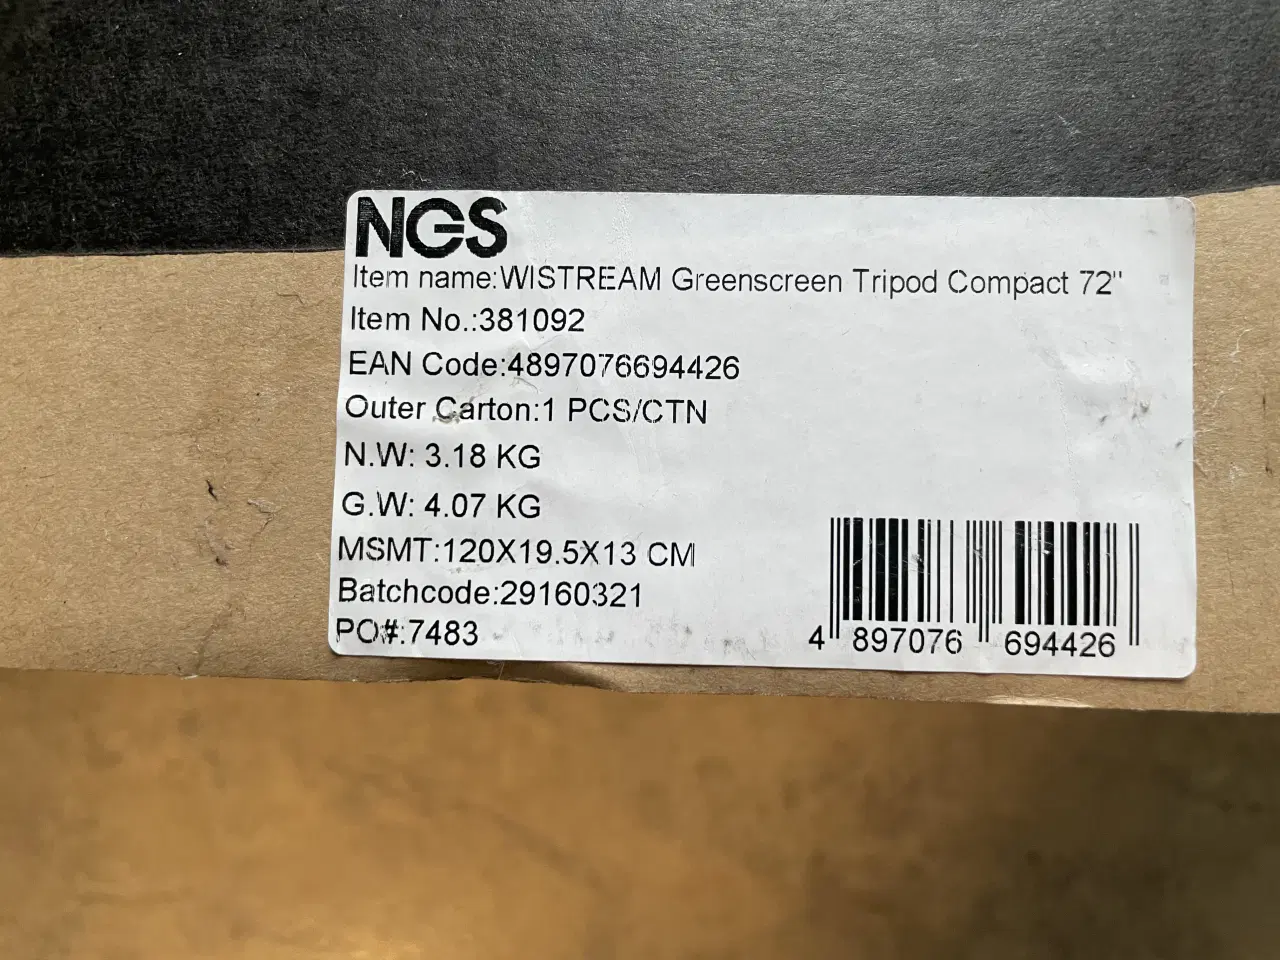 NGS
Item name:WISTREAM Greenscreen Tripod Compact 72"
Item No.:381092
EAN Code:4897076694426
Outer Carton:1 PCS/CTN
N.W: 3.18 KG
G.W: 4.07 KG
MSMT:120X19.5X13 CM
Batchcode:29160321
PO#:7483
4 897076 694426